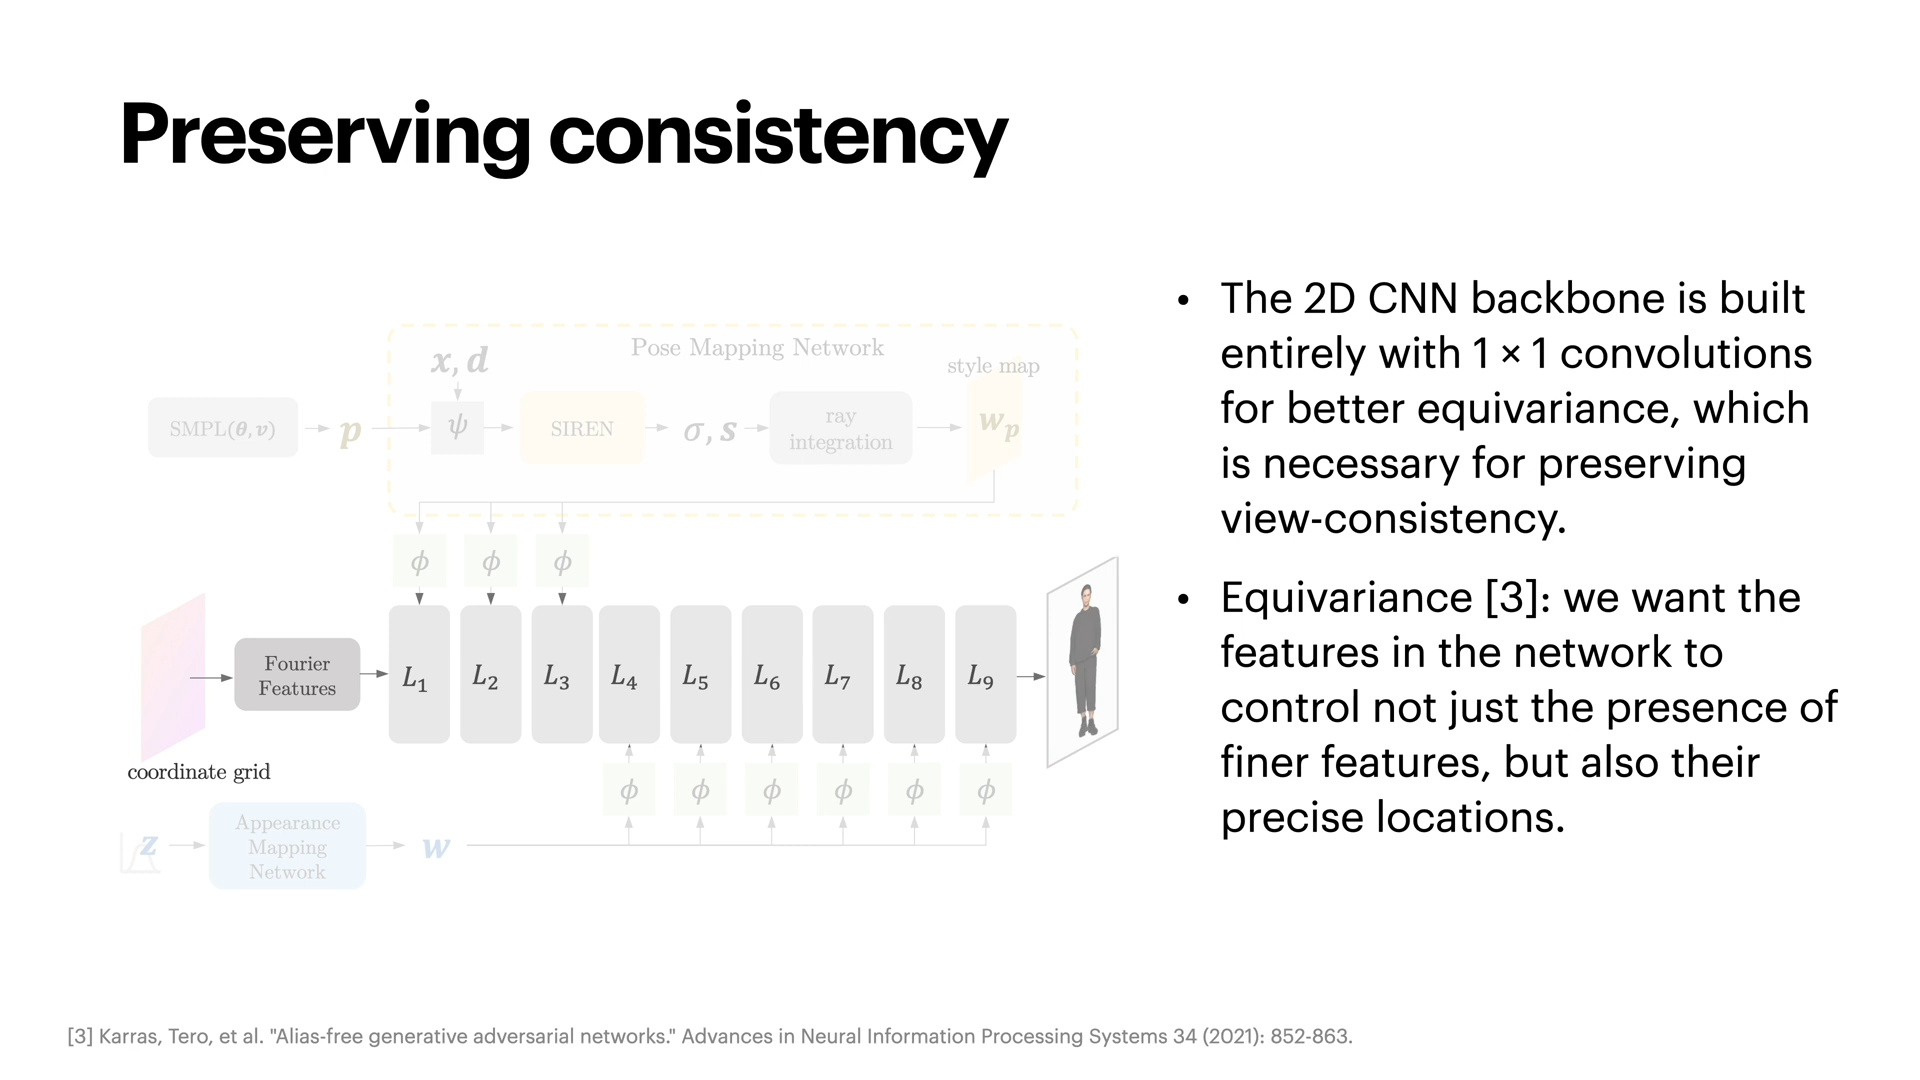 Preserving consistency
Pose Mapping Network
x, d
style map
SMPL(θ, v)
p
ψ
SIREN
σ, s
ray
integration
w_p
ϕ ϕ ϕ
Fourier
Features
L₁ L₂ L₃ L₄ L₅ L₆ L₇ L₈ L₉
coordinate grid
ϕ ϕ ϕ ϕ ϕ ϕ
z
Appearance
Mapping
Network
w
• The 2D CNN backbone is built
entirely with 1 × 1 convolutions
for better equivariance, which
is necessary for preserving
view-consistency.
• Equivariance [3]: we want the
features in the network to
control not just the presence of
finer features, but also their
precise locations.
[3] Karras, Tero, et al. "Alias-free generative adversarial networks." Advances in Neural Information Processing Systems 34 (2021): 852-863.